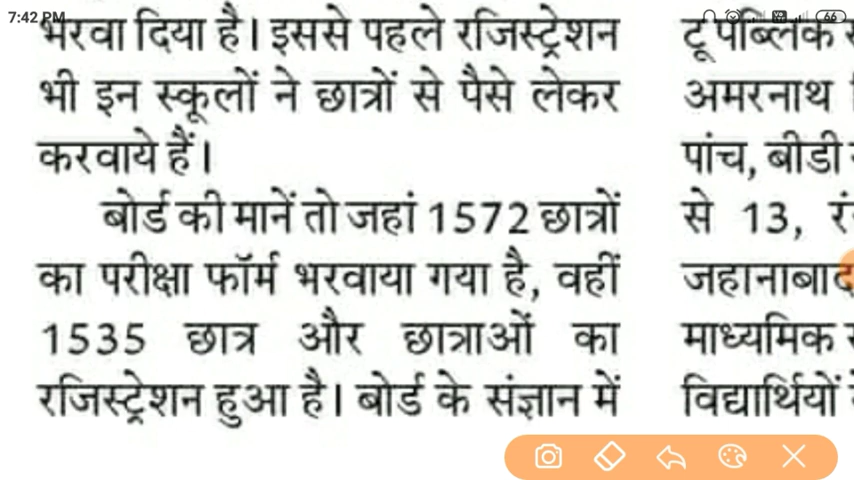 7:42 PM
66
भरवा दिया है। इससे पहले रजिस्ट्रेशन
भी इन स्कूलों ने छात्रों से पैसे लेकर
करवाये हैं।
बोर्ड की मानें तो जहां 1572 छात्रों
का परीक्षा फॉर्म भरवाया गया है, वहीं
1535 छात्र और छात्राओं का
रजिस्ट्रेशन हुआ है। बोर्ड के संज्ञान में
टू पब्लिक
अमरनाथ
पांच, बीडी
से 13,
जहानाबाद
माध्यमिक
विद्यार्थियों